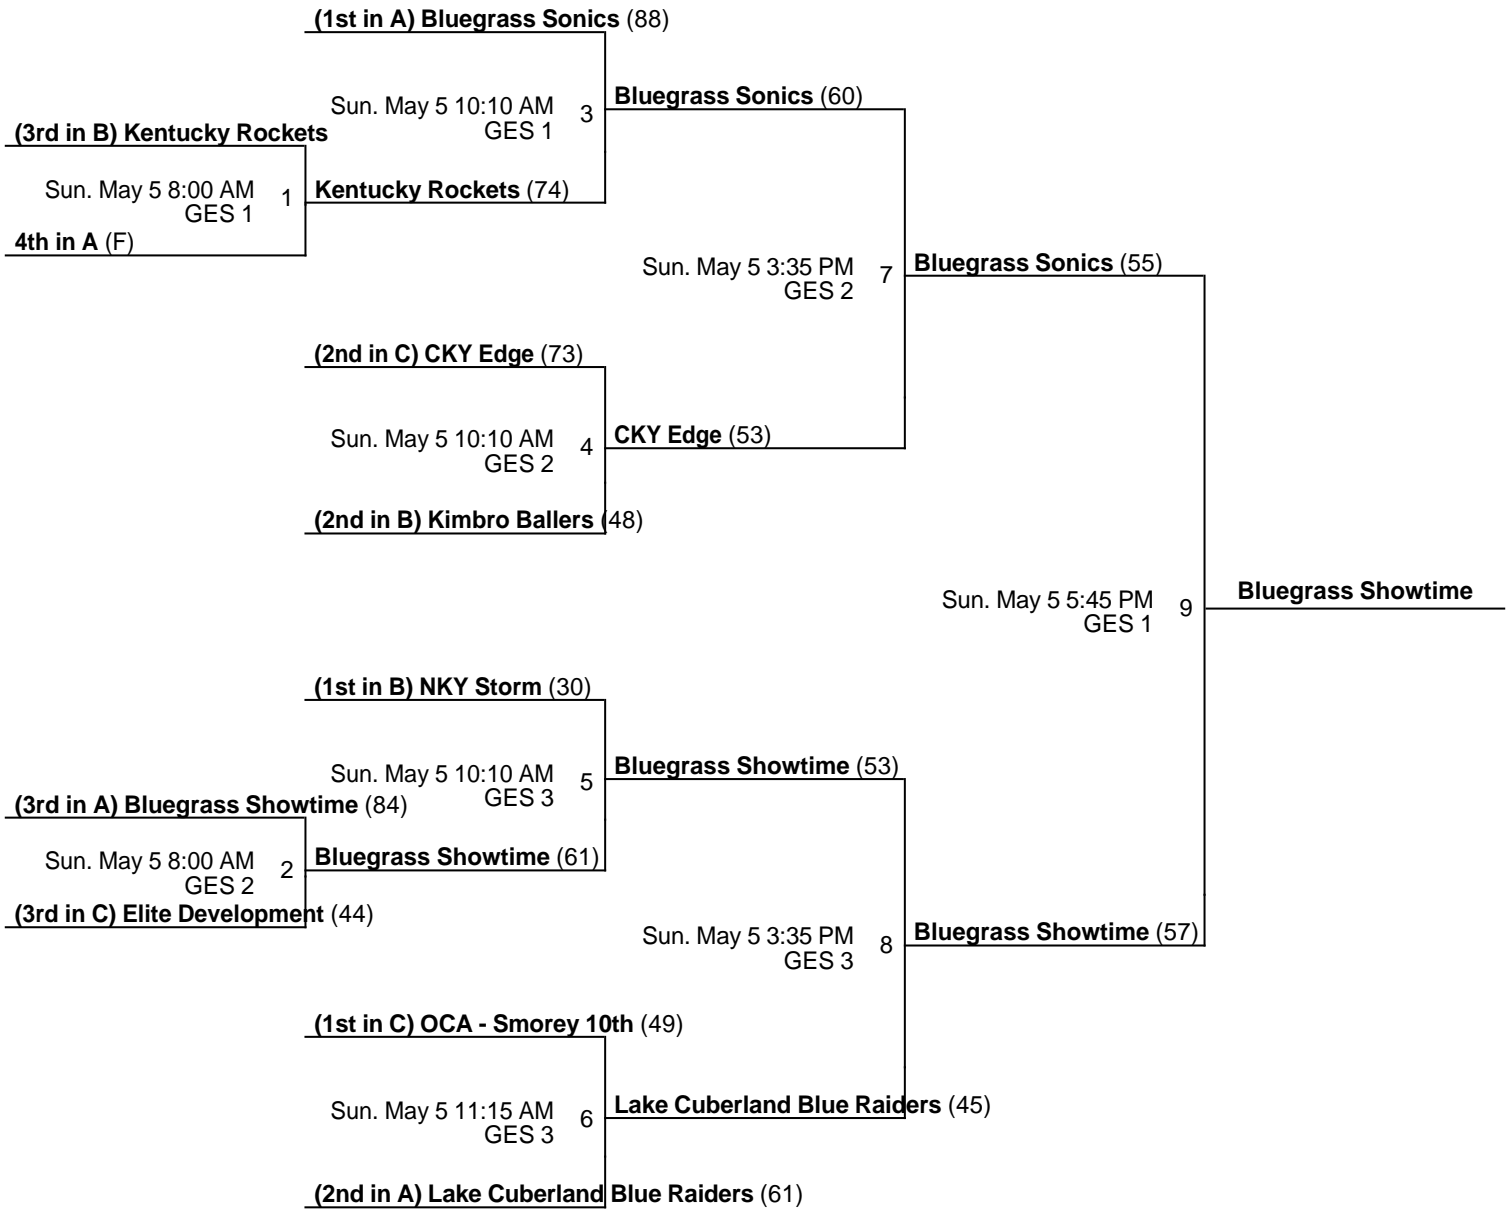 (1st in A) Bluegrass Sonics (88)
Sun. May 5 10:10 AM
GES 1
3
Bluegrass Sonics (60)
(3rd in B) Kentucky Rockets
Sun. May 5 8:00 AM
GES 1
1
Kentucky Rockets (74)
4th in A (F)
Sun. May 5 3:35 PM
GES 2
7
Bluegrass Sonics (55)
(2nd in C) CKY Edge (73)
Sun. May 5 10:10 AM
GES 2
4
CKY Edge (53)
(2nd in B) Kimbro Ballers (48)
Sun. May 5 5:45 PM
GES 1
9
Bluegrass Showtime
(1st in B) NKY Storm (30)
Sun. May 5 10:10 AM
GES 3
5
Bluegrass Showtime (53)
(3rd in A) Bluegrass Showtime (84)
Sun. May 5 8:00 AM
GES 2
2
Bluegrass Showtime (61)
(3rd in C) Elite Development (44)
Sun. May 5 3:35 PM
GES 3
8
Bluegrass Showtime (57)
(1st in C) OCA - Smorey 10th (49)
Sun. May 5 11:15 AM
GES 3
6
Lake Cuberland Blue Raiders (45)
(2nd in A) Lake Cuberland Blue Raiders (61)